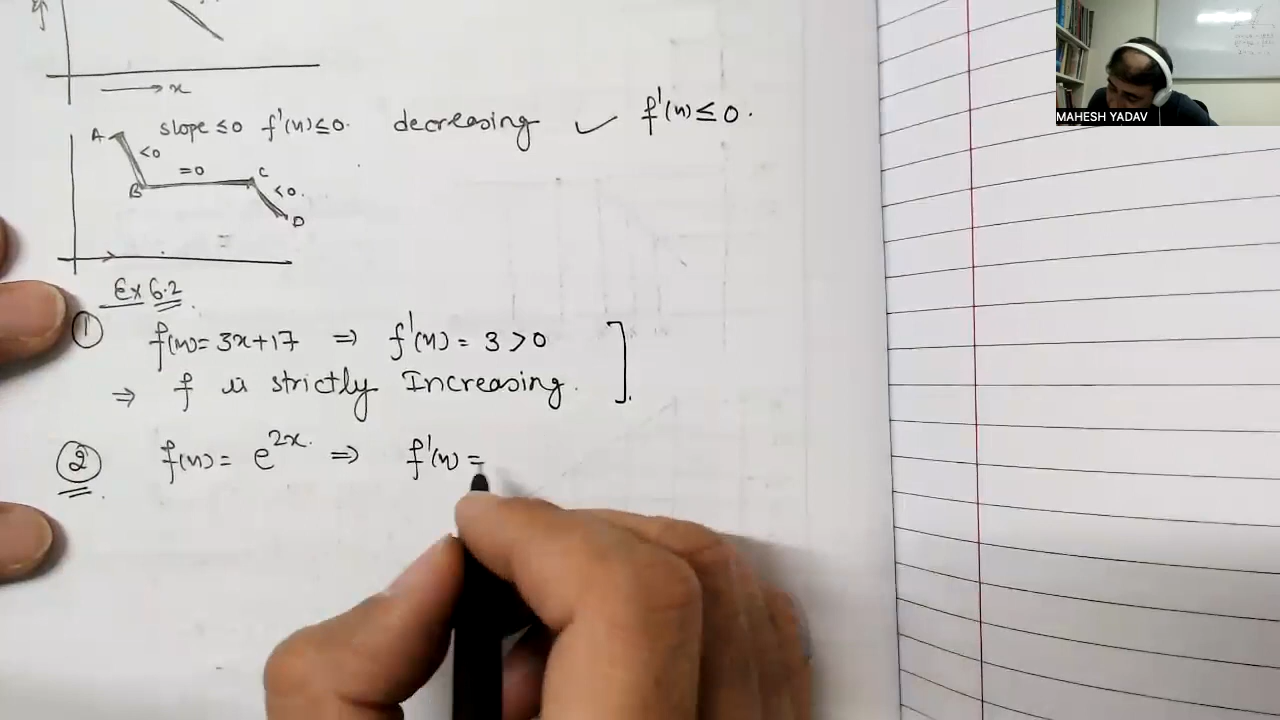 y
x
MAHESH YADAV
slope ≤ 0 f'(x) ≤ 0. decreasing ✓ f'(x) ≤ 0.
A
<0
=0
B
C
<0.
D
=
Ex 6.2
① f(x) = 3x+17 ⇒ f'(x) = 3 > 0
⇒ f is strictly Increasing.
② f(x) = e^{2x}. ⇒ f'(x) =